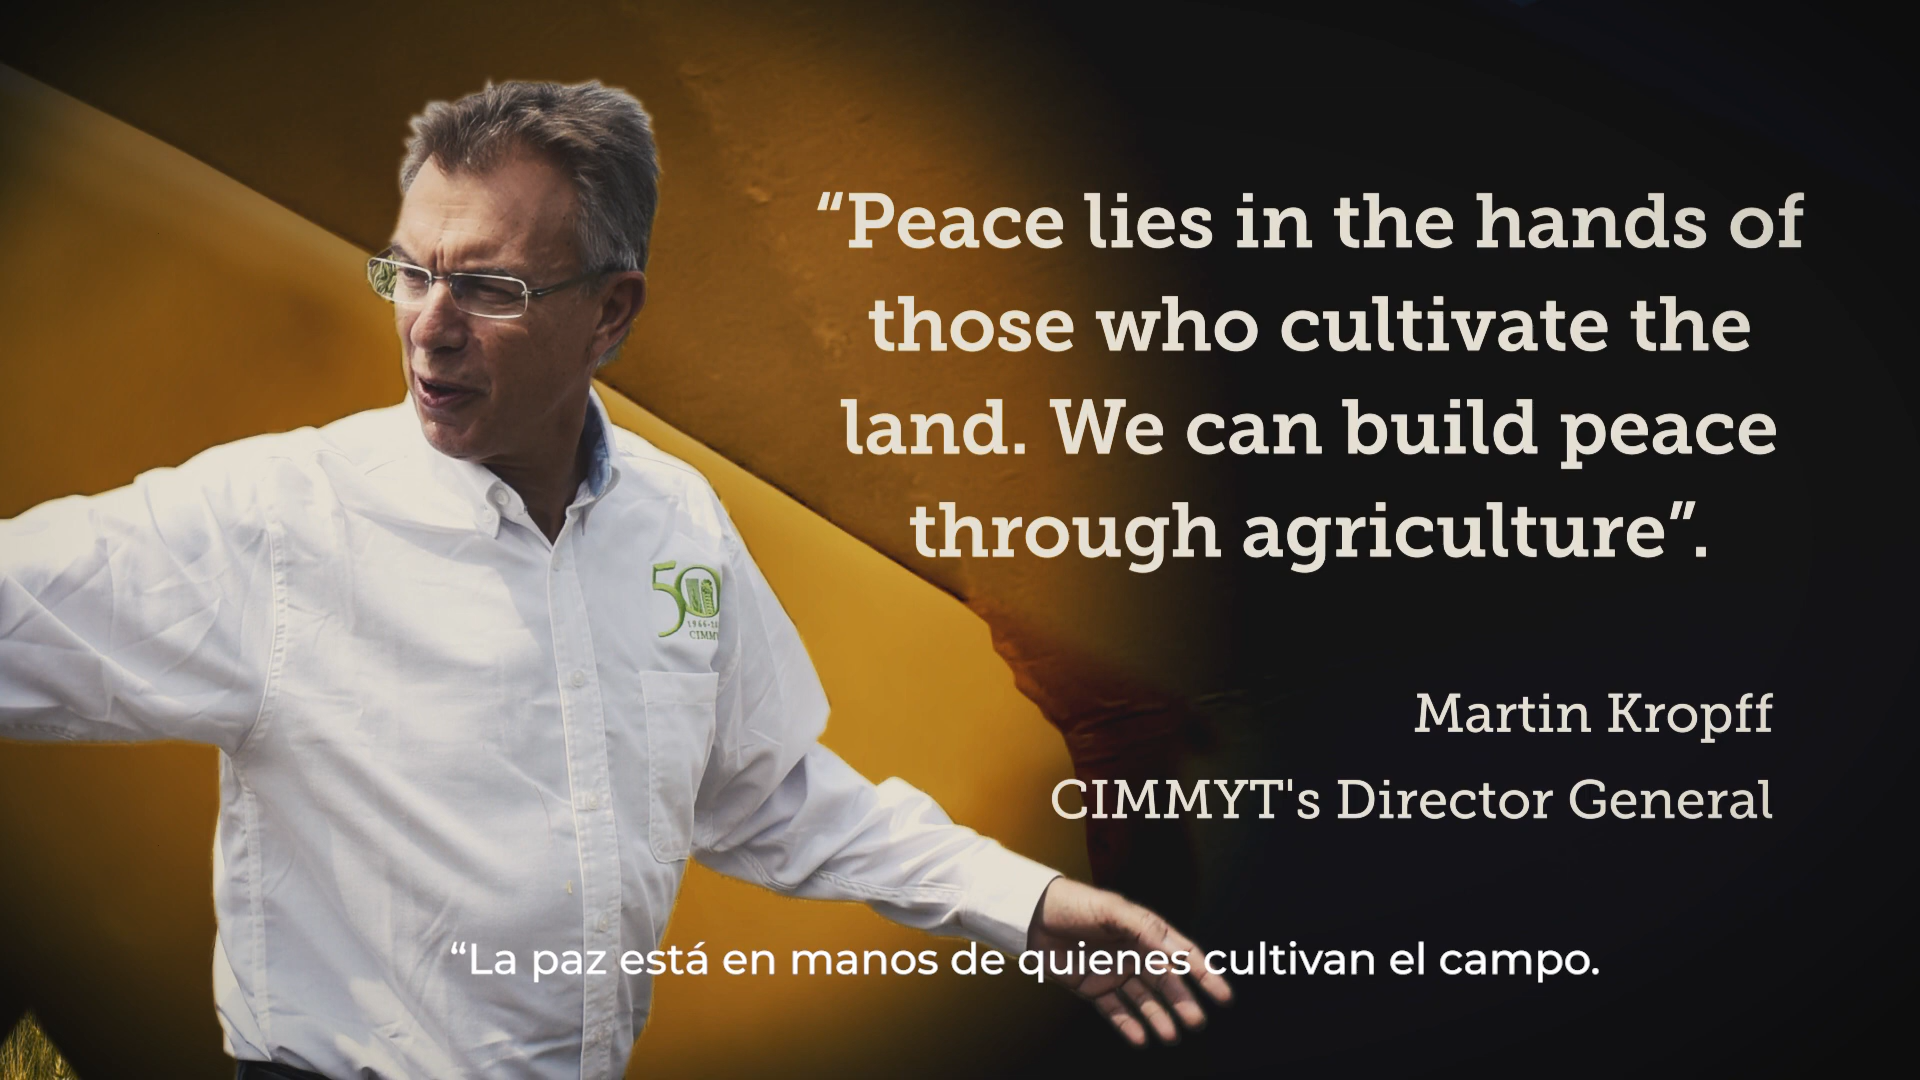 “Peace lies in the hands of
those who cultivate the
land. We can build peace
through agriculture”.
50
CIMMY
Martin Kropff
CIMMYT's Director General
“La paz está en manos de quienes cultivan el campo.